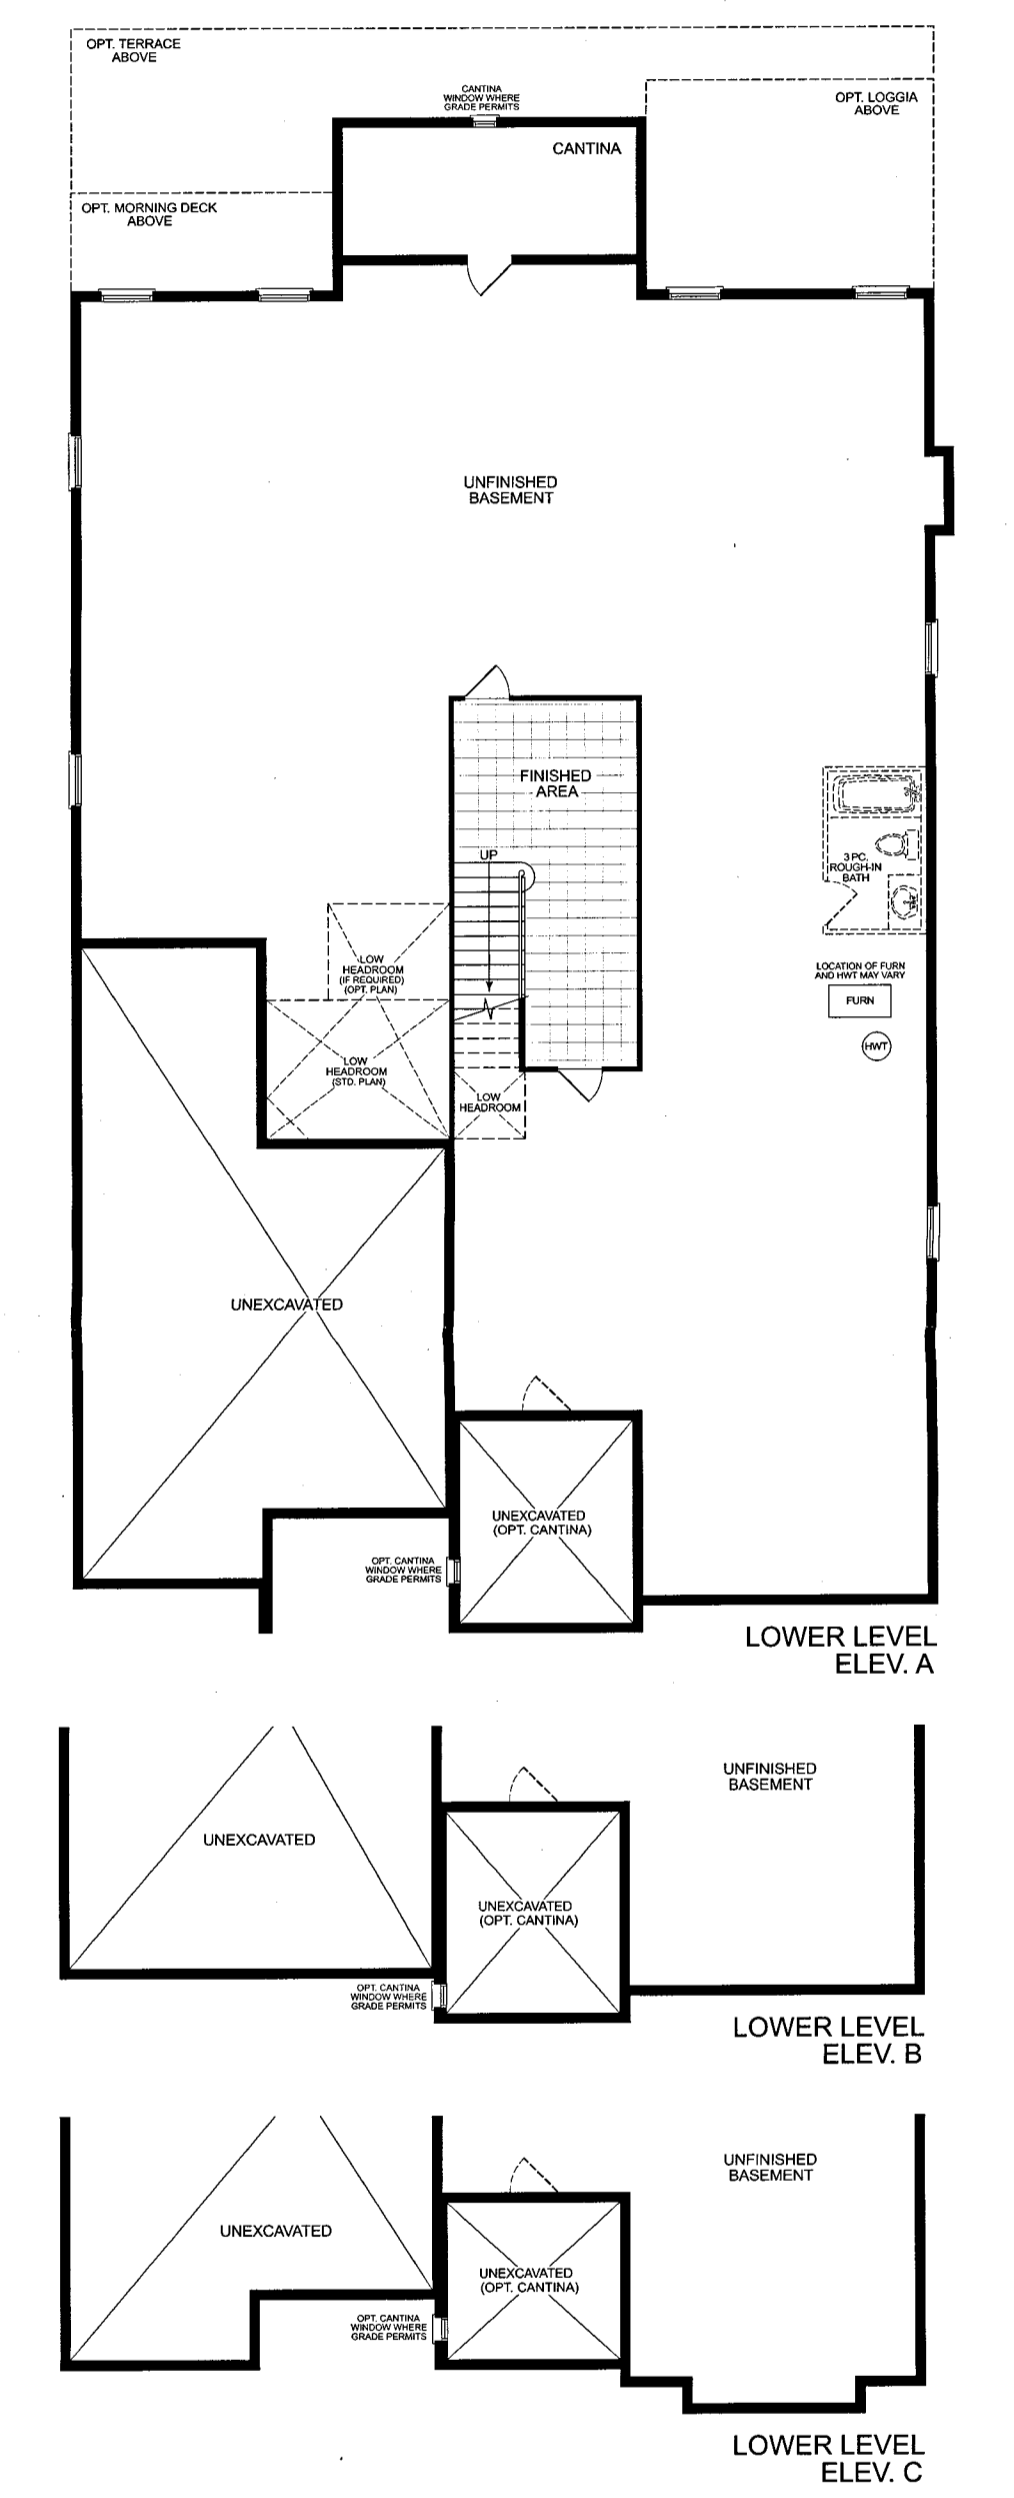 OPT. TERRACE
ABOVE
CANTINA
WINDOW WHERE
GRADE PERMITS
OPT. LOGGIA
ABOVE
CANTINA
OPT. MORNING DECK
ABOVE
UNFINISHED
BASEMENT
FINISHED
AREA
UP
3 PC.
ROUGH-IN
BATH
LOW
HEADROOM
(IF REQUIRED)
(OPT. PLAN)
LOCATION OF FURN
AND HWT MAY VARY
FURN
HWT
LOW
HEADROOM
(STD. PLAN)
LOW
HEADROOM
UNEXCAVATED
UNEXCAVATED
(OPT. CANTINA)
OPT. CANTINA
WINDOW WHERE
GRADE PERMITS
LOWER LEVEL
ELEV. A
UNFINISHED
BASEMENT
UNEXCAVATED
UNEXCAVATED
(OPT. CANTINA)
OPT. CANTINA
WINDOW WHERE
GRADE PERMITS
LOWER LEVEL
ELEV. B
UNFINISHED
BASEMENT
UNEXCAVATED
UNEXCAVATED
(OPT. CANTINA)
OPT. CANTINA
WINDOW WHERE
GRADE PERMITS
LOWER LEVEL
ELEV. C